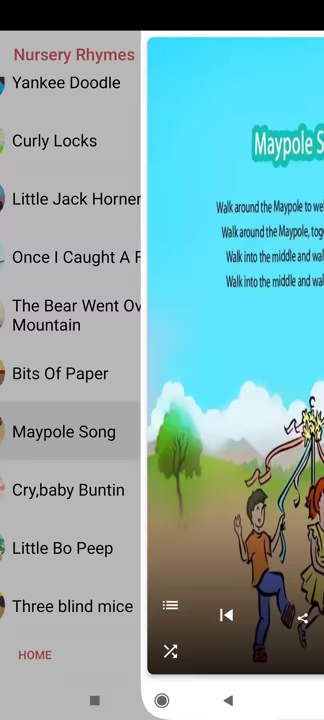 Nursery Rhymes
Yankee Doodle
Curly Locks
Little Jack Horner
Once I Caught A F
The Bear Went Ov
Mountain
Bits Of Paper
Maypole Song
Cry,baby Buntin
Little Bo Peep
Three blind mice
HOME
Maypole S
Walk around the Maypole to we
Walk around the Maypole, tog
Walk into the middle and wal
Walk into the middle and wal